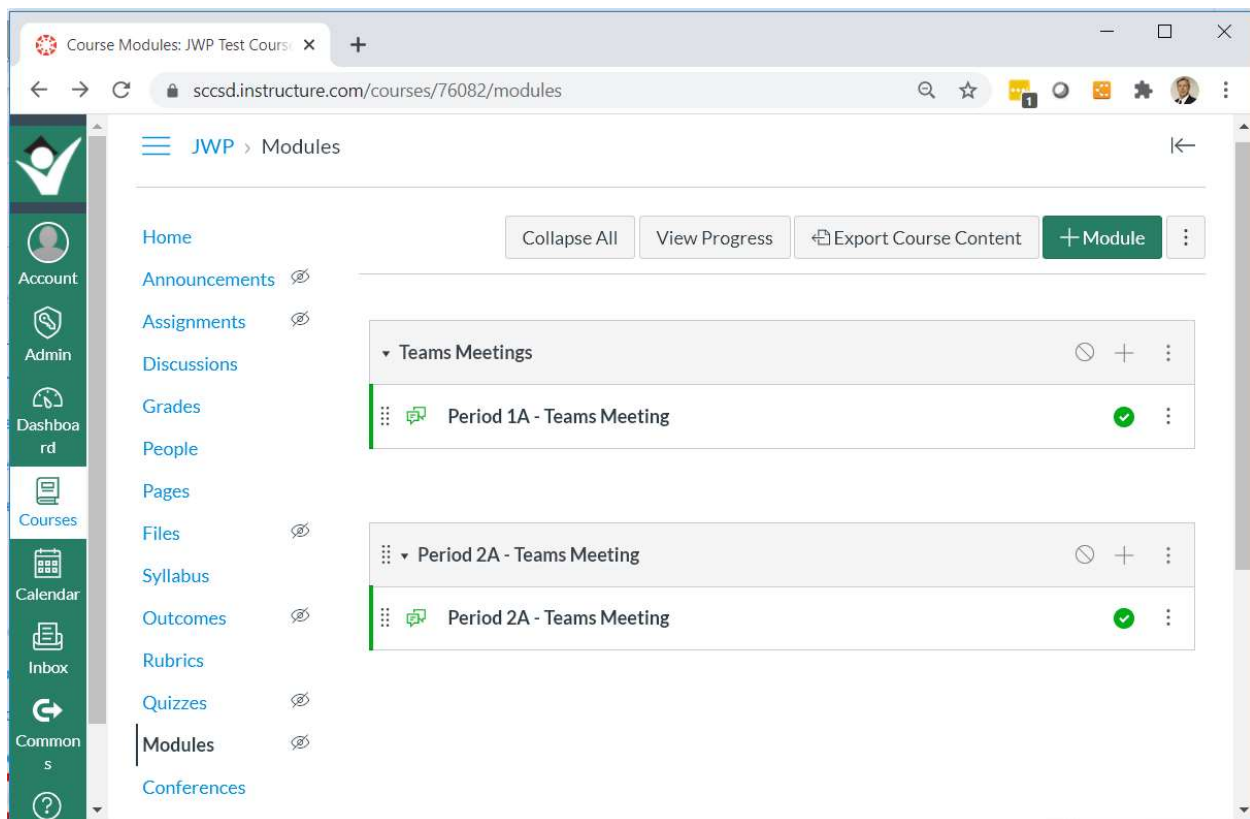 Course Modules: JWP Test Cours
sccsd.instructure.com/courses/76082/modules
1
JWP › Modules
Account
Admin
Dashboa
rd
Courses
Calendar
Inbox
Common
s
Home
Announcements
Assignments
Discussions
Grades
People
Pages
Files
Syllabus
Outcomes
Rubrics
Quizzes
Modules
Conferences
Collapse All View Progress Export Course Content + Module
Teams Meetings
Period 1A - Teams Meeting
Period 2A - Teams Meeting
Period 2A - Teams Meeting